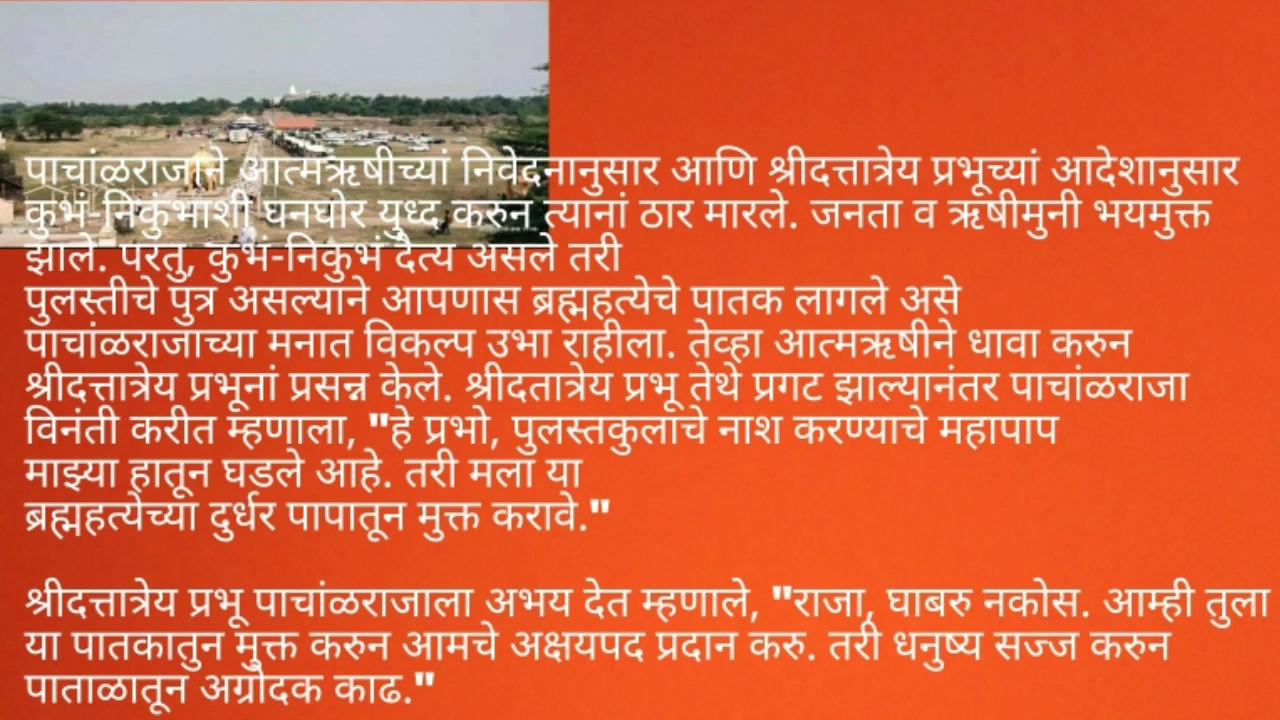 पाचांळराजाने आत्मऋषीच्यां निवेदनानुसार आणि श्रीदत्तात्रेय प्रभूच्यां आदेशानुसार
कुभं-निकुंभाशी घनघोर युध्द करुन त्यानां ठार मारले. जनता व ऋषीमुनी भयमुक्त
झाले. परंतु, कुभं-निकुभं दैत्य असले तरी
पुलस्तीचे पुत्र असल्याने आपणास ब्रह्महत्येचे पातक लागले असे
पाचांळराजाच्या मनात विकल्प उभा राहीला. तेव्हा आत्मऋषीने धावा करुन
श्रीदत्तात्रेय प्रभूनां प्रसन्न केले. श्रीदतात्रेय प्रभू तेथे प्रगट झाल्यानंतर पाचांळराजा
विनंती करीत म्हणाला, "हे प्रभो, पुलस्तकुलाचे नाश करण्याचे महापाप
माझ्या हातून घडले आहे. तरी मला या
ब्रह्महत्येच्या दुर्धर पापातून मुक्त करावे."
श्रीदत्तात्रेय प्रभू पाचांळराजाला अभय देत म्हणाले, "राजा, घाबरु नकोस. आम्ही तुला
या पातकातुन मुक्त करुन आमचे अक्षयपद प्रदान करु. तरी धनुष्य सज्ज करुन
पाताळातून अग्रोदक काढ."